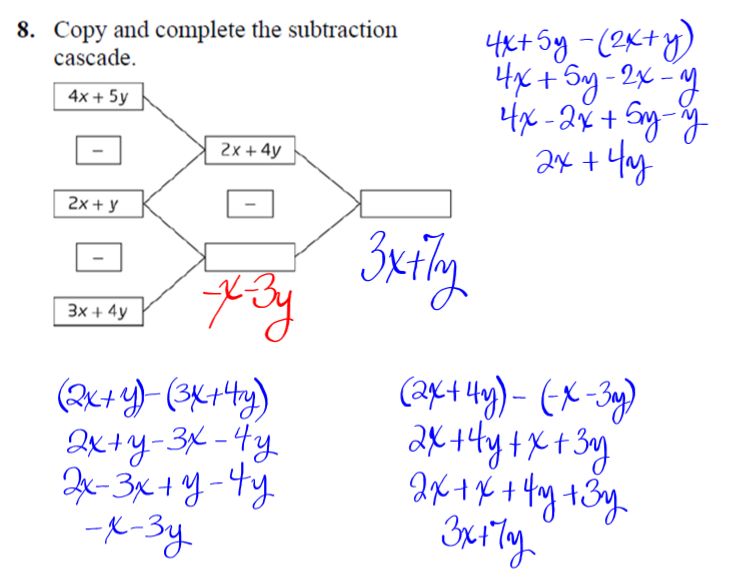 8. Copy and complete the subtraction
cascade.
4x + 5y
−
2x + 4y
2x + y
−
−
3x + 4y
-x-3y
3x+7y
4x+5y -(2x+y)
4x + 5y - 2x - y
4x - 2x + 5y - y
2x + 4y
(2x+y)-(3x+4y)
2x+y-3x-4y
2x-3x+y-4y
-x-3y
(2x+4y) - (-x-3y)
2x+4y+x+3y
2x+x+4y+3y
3x+7y